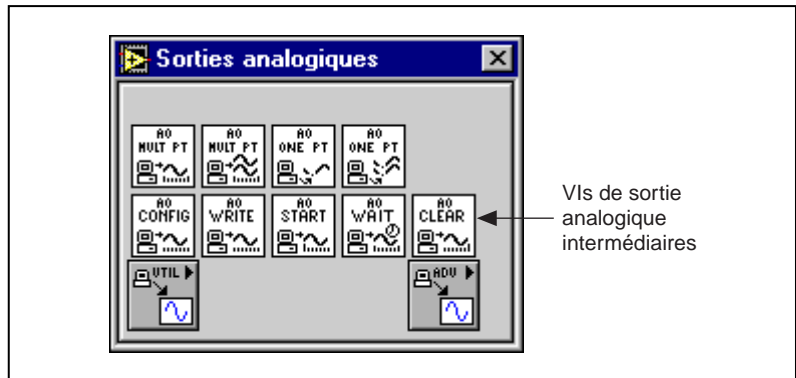 Sorties analogiques
AO MULT PT
AO MULT PT
AO ONE PT
AO ONE PT
AO CONFIG
AO WRITE
AO START
AO WAIT
AO CLEAR
UTIL
ADV
VIs de sortie
analogique
intermédiaires